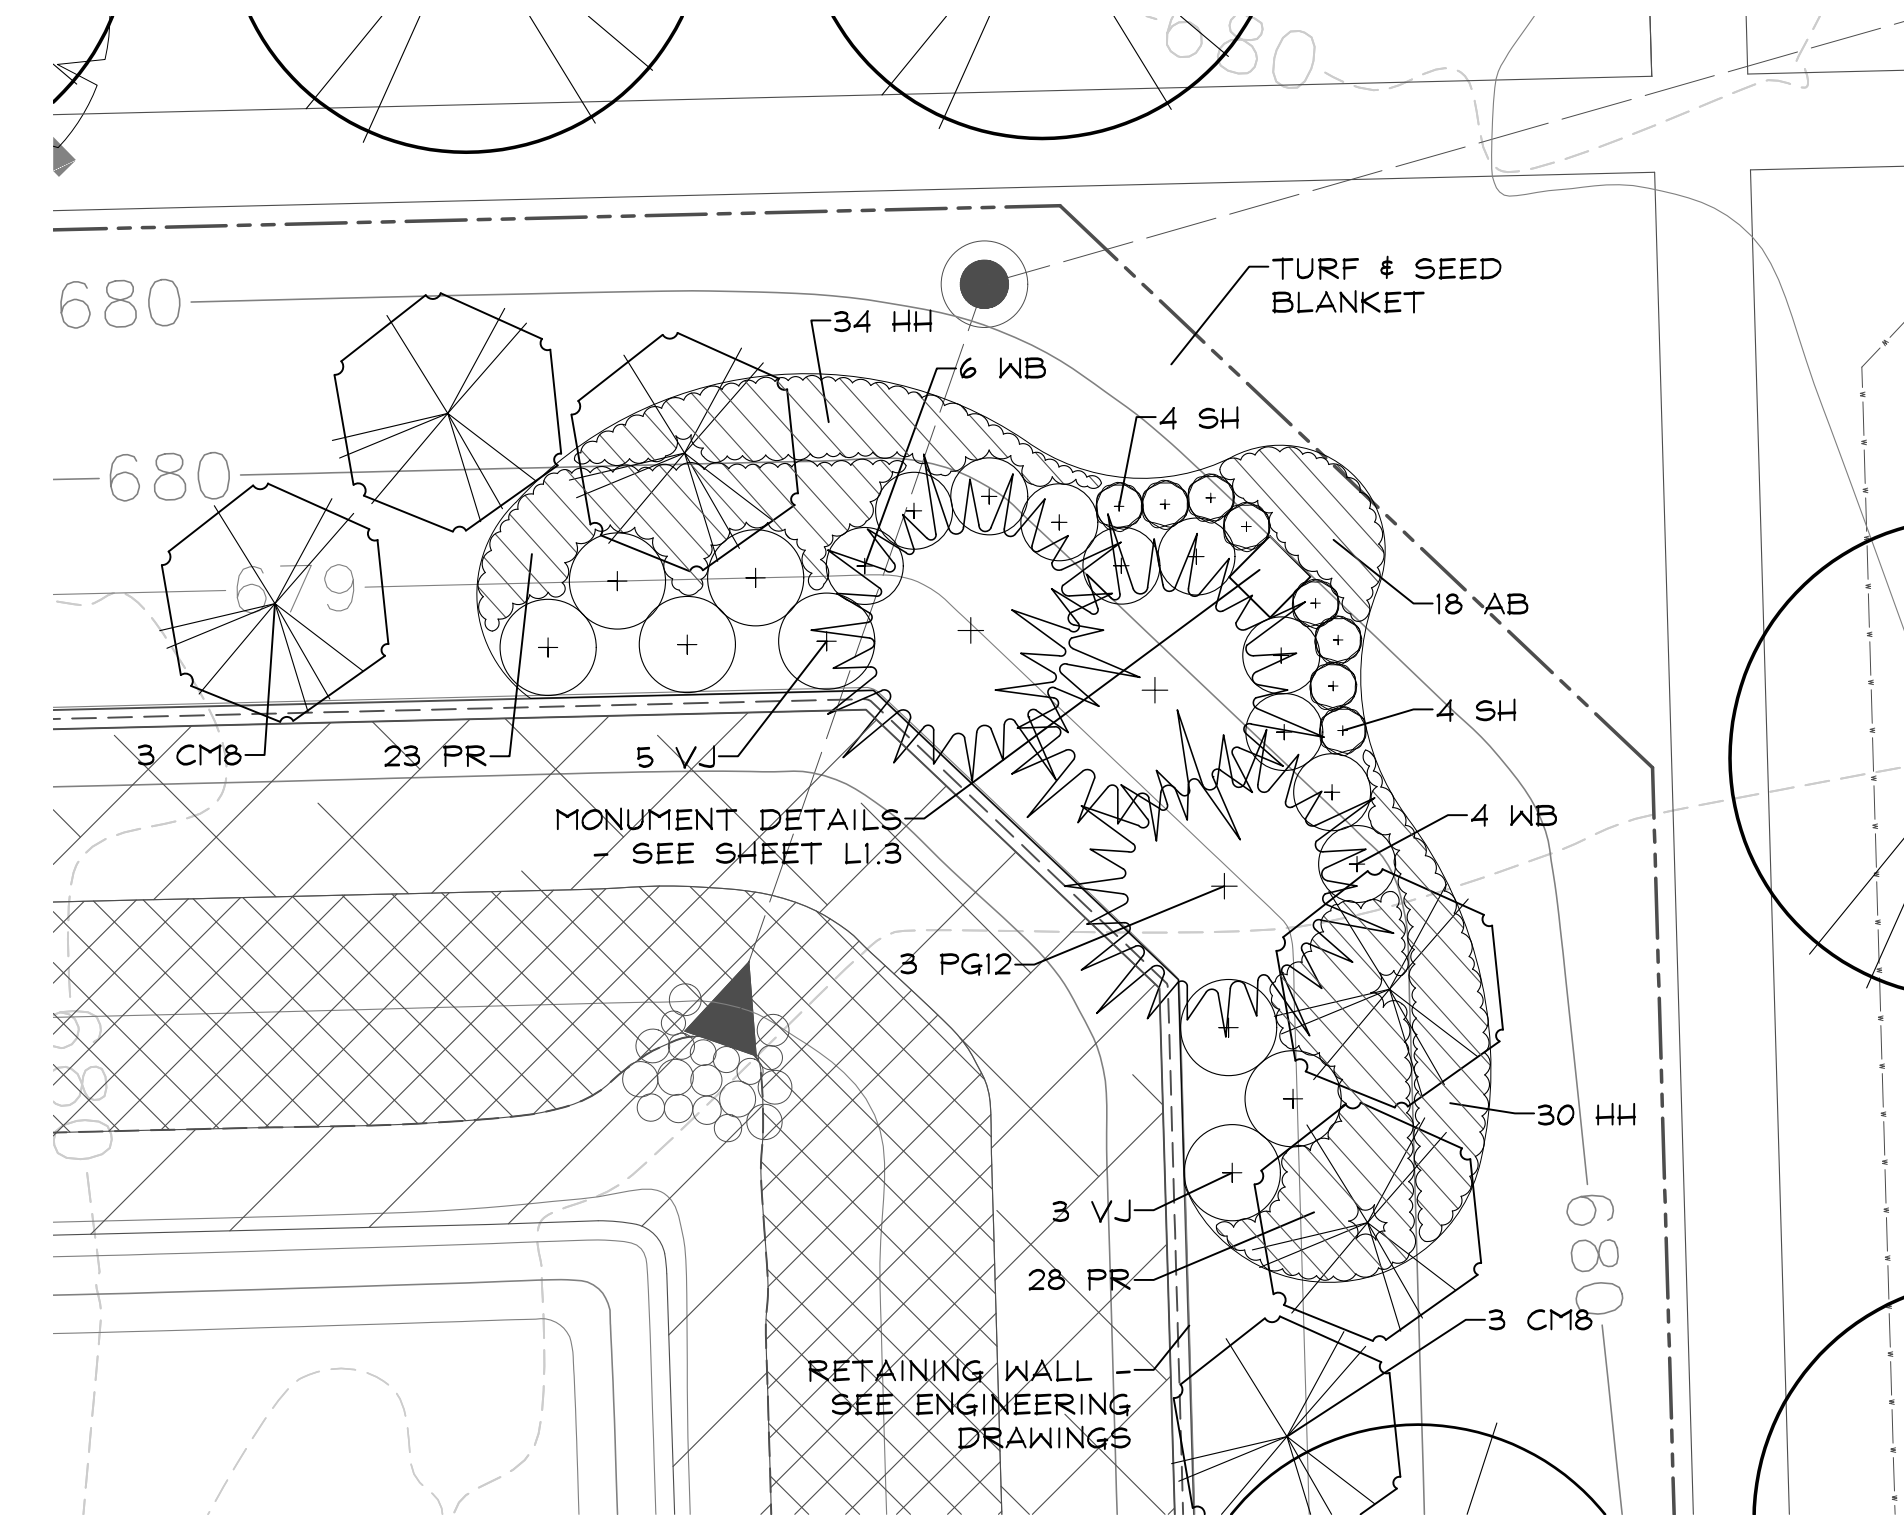 680
TURF & SEED
BLANKET
680
34 HH
6 WB
4 SH
680
679
18 AB
4 SH
3 CM8
23 PR
5 VJ
MONUMENT DETAILS
- SEE SHEET L1.3
4 WB
3 PG12
30 HH
3 VJ
680
28 PR
3 CM8
RETAINING WALL -
SEE ENGINEERING
DRAWINGS